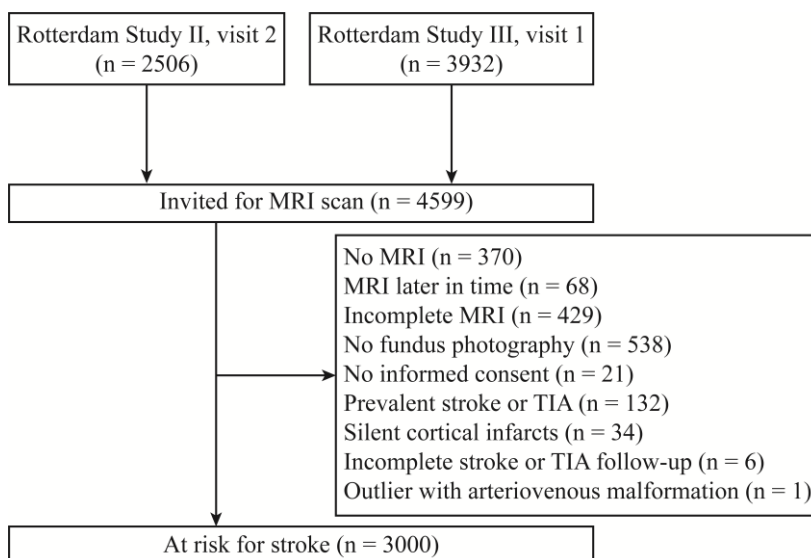 Rotterdam Study II, visit 2
(n = 2506)
Rotterdam Study III, visit 1
(n = 3932)
Invited for MRI scan (n = 4599)
No MRI (n = 370)
MRI later in time (n = 68)
Incomplete MRI (n = 429)
No fundus photography (n = 538)
No informed consent (n = 21)
Prevalent stroke or TIA (n = 132)
Silent cortical infarcts (n = 34)
Incomplete stroke or TIA follow-up (n = 6)
Outlier with arteriovenous malformation (n = 1)
At risk for stroke (n = 3000)